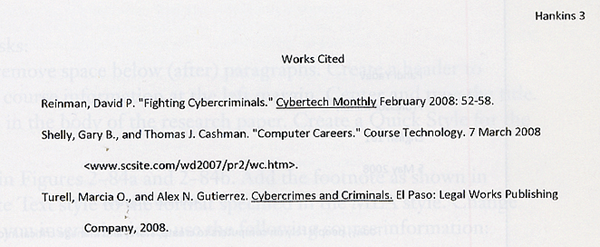 Hankins 3
Works Cited
Reinman, David P. "Fighting Cybercriminals." Cybertech Monthly February 2008: 52-58.
Shelly, Gary B., and Thomas J. Cashman. "Computer Careers." Course Technology. 7 March 2008
<www.scsite.com/wd2007/pr2/wc.htm>.
Turell, Marcia O., and Alex N. Gutierrez. Cybercrimes and Criminals. El Paso: Legal Works Publishing
Company, 2008.